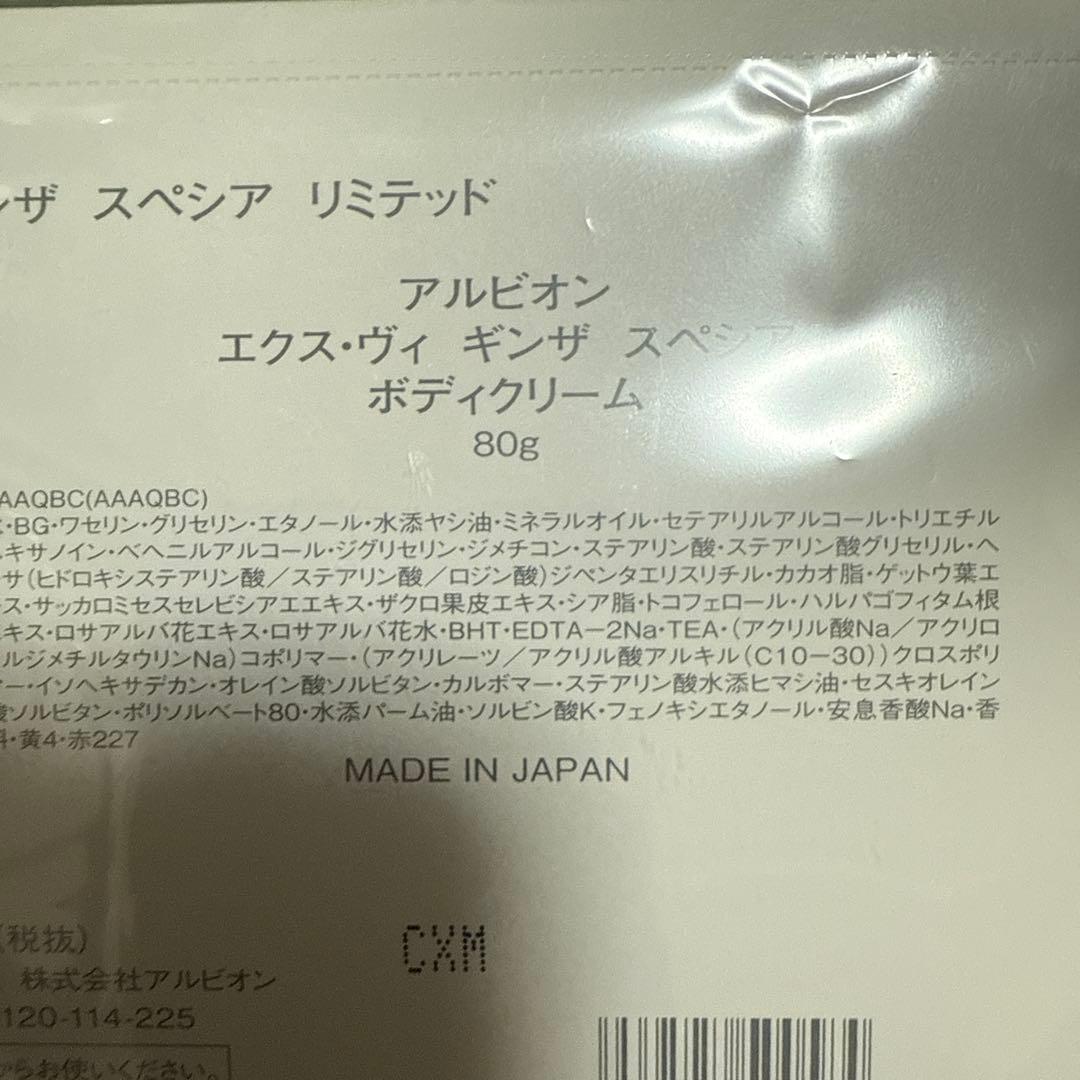 ンザ スペシア リミテッド
アルビオン
エクス・ヴィ ギンザ スペシア
ボディクリーム
80g
AAQBC(AAAQBC)
・BG・ワセリン・グリセリン・エタノール・水添ヤシ油・ミネラルオイル・セテアリルアルコール・トリエチル
キサノイン・ベヘニルアルコール・ジグリセリン・ジメチコン・ステアリン酸・ステアリン酸グリセリル・ヘ
サ(ヒドロキシステアリン酸/ステアリン酸/ロジン酸)ジペンタエリスリチル・カカオ脂・ゲットウ葉エ
ス・サッカロミセスセレビシアエエキス・ザクロ果皮エキス・シア脂・トコフェロール・ハルパゴフィタム根
エキス・ロサアルバ花エキス・ロサアルバ花水・BHT・EDTA−2Na・TEA・(アクリル酸Na/アクリロ
ルジメチルタウリンNa)コポリマー・(アクリレーツ/アクリル酸アルキル(C10−30))クロスポリ
ー・イソヘキサデカン・オレイン酸ソルビタン・カルボマー・ステアリン酸水添ヒマシ油・セスキオレイン
酸ソルビタン・ポリソルベート80・水添パーム油・ソルビン酸K・フェノキシエタノール・安息香酸Na・香
料・黄4・赤227
MADE IN JAPAN
(税抜)
CXM
株式会社アルビオン
120-114-225
からお使いください。